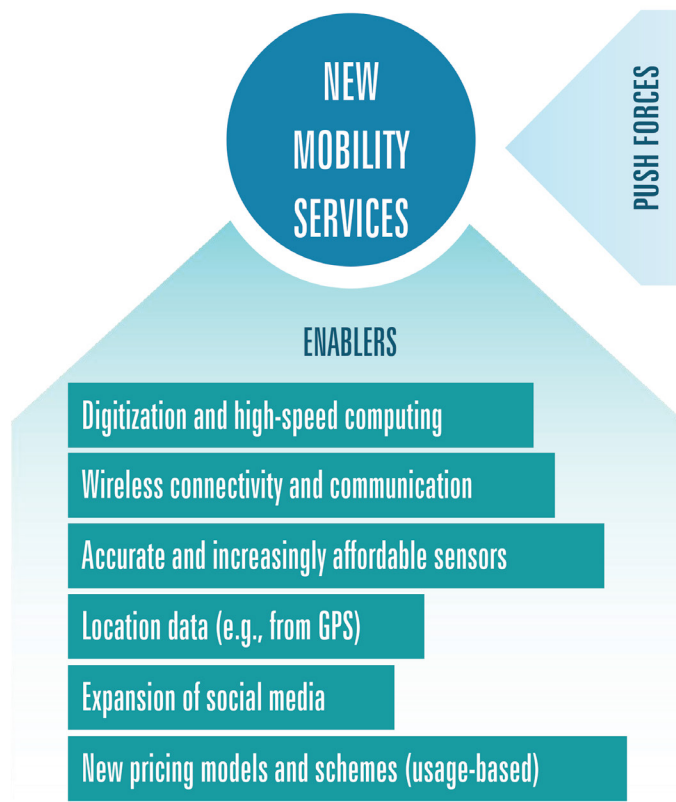 NEW
MOBILITY
SERVICES
PUSH FORCES
ENABLERS
Digitization and high-speed computing
Wireless connectivity and communication
Accurate and increasingly affordable sensors
Location data (e.g., from GPS)
Expansion of social media
New pricing models and schemes (usage-based)